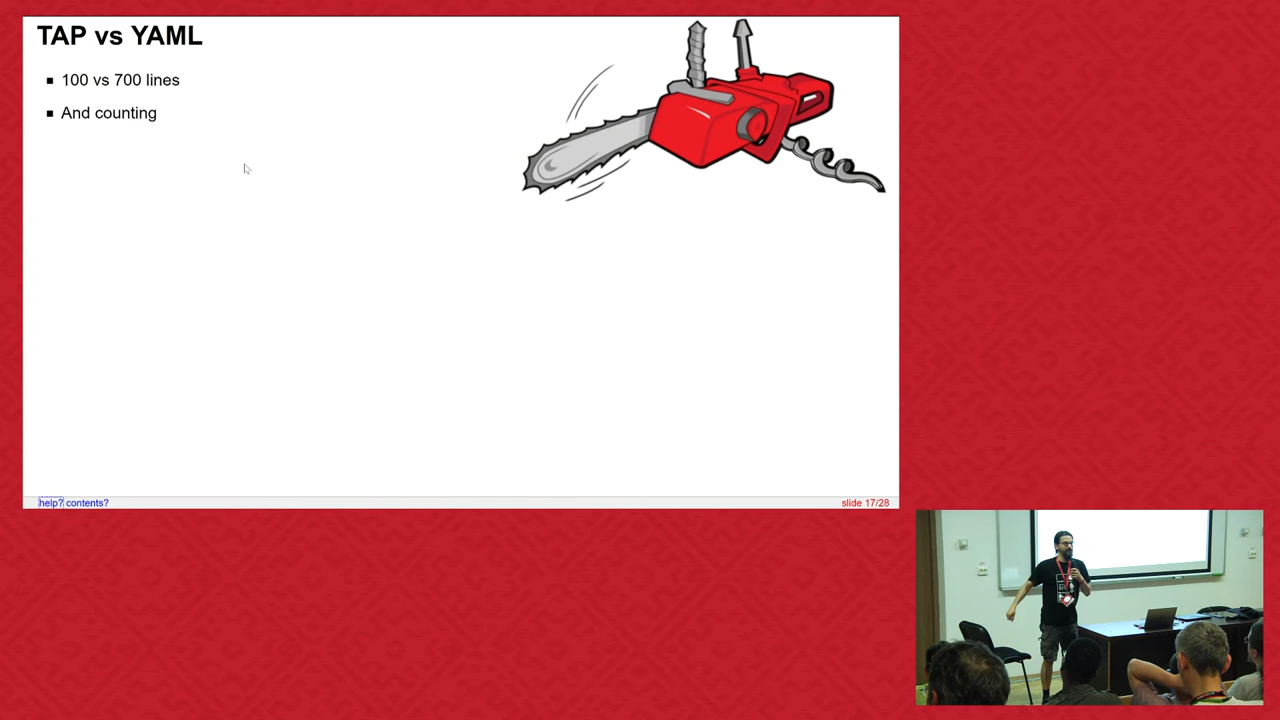 TAP vs YAML
100 vs 700 lines
And counting
help? contents?
slide 17/28